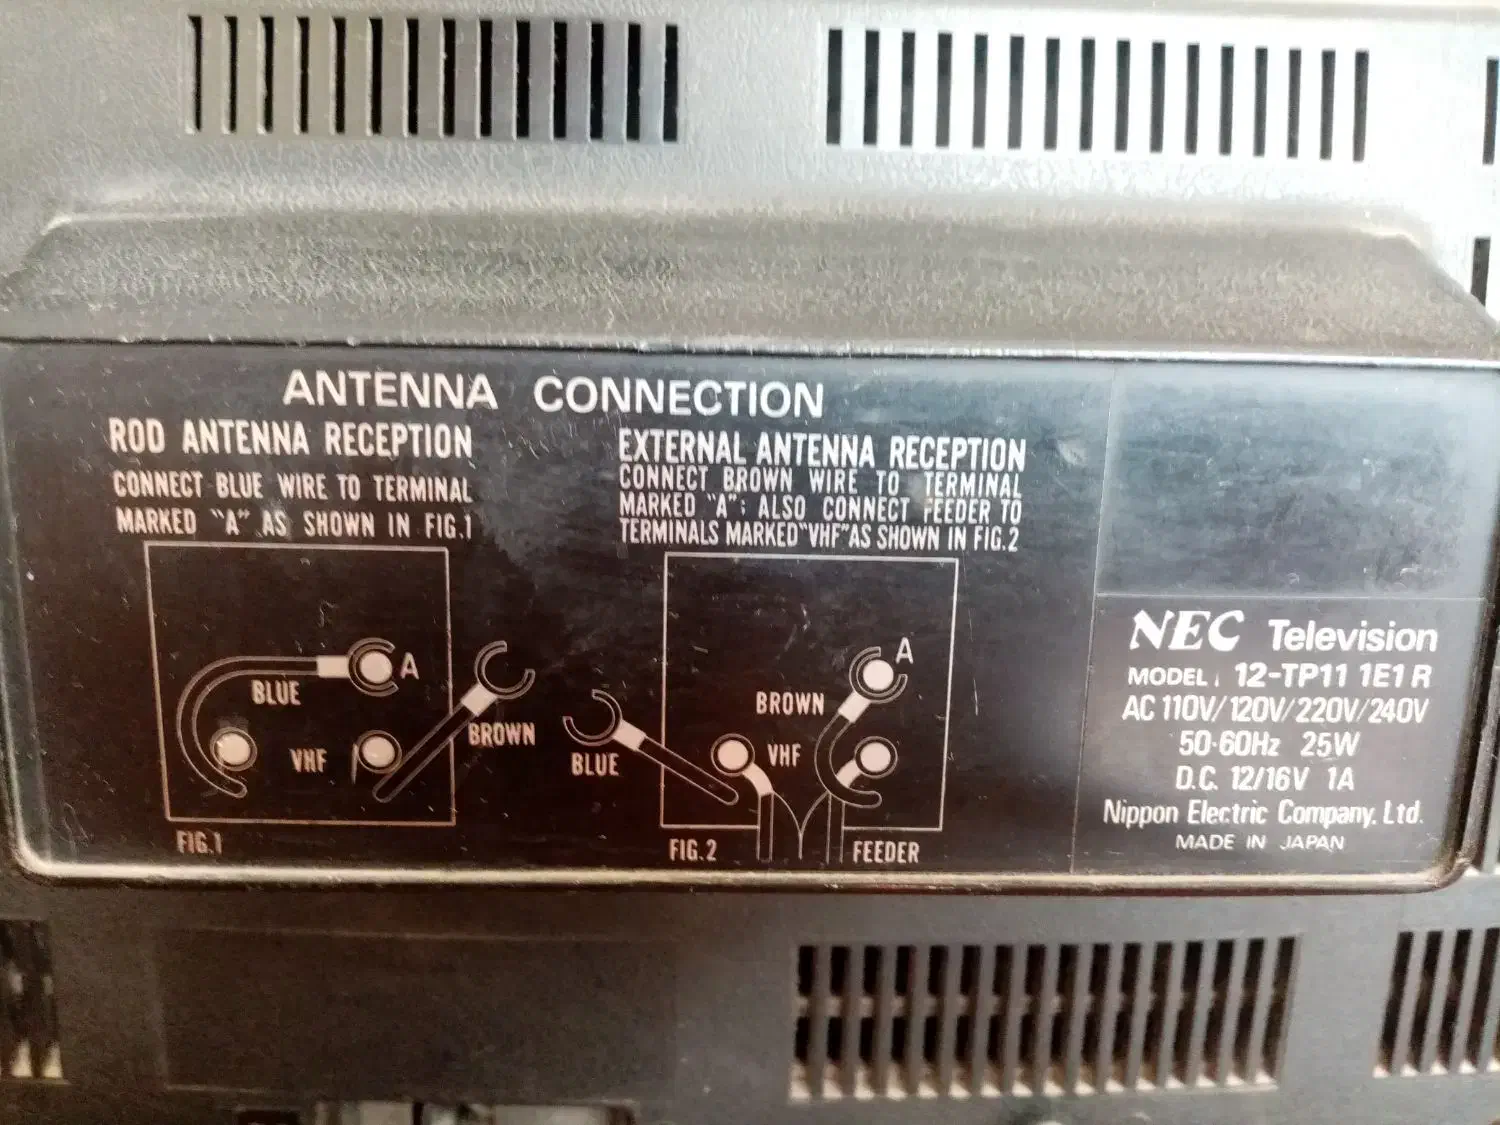 ANTENNA CONNECTION
ROD ANTENNA RECEPTION
CONNECT BLUE WIRE TO TERMINAL
MARKED "A" AS SHOWN IN FIG.1
A
BLUE
BROWN
VHF
FIG.1
EXTERNAL ANTENNA RECEPTION
CONNECT BROWN WIRE TO TERMINAL
MARKED "A"; ALSO CONNECT FEEDER TO
TERMINALS MARKED "VHF" AS SHOWN IN FIG.2
A
BROWN
VHF
BLUE
FIG.2
FEEDER
NEC Television
MODEL: 12-TP11 1E1 R
AC 110V/120V/220V/240V
50·60Hz 25W
D.C. 12/16V 1A
Nippon Electric Company, Ltd.
MADE IN JAPAN